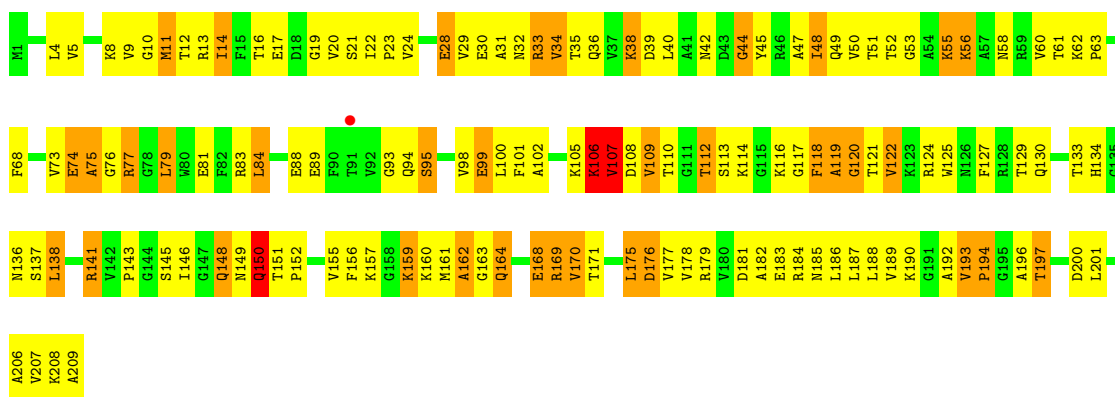 M1 L4 V5 K8 V9 G10 M11 T12 R13 I14 F15 T16 E17 D18 G19 V20 S21 I22 P23 V24 E28 V29 E30 A31 N32 R33 V34 T35 Q36 V37 K38 D39 L40 A41 N42 D43 G44 Y45 R46 A47 I48 Q49 V50 T51 T52 G53 A54 K55 K56 A57 N58 R59 V60 T61 K62 P63
F68 V73 E74 A75 G76 R77 G78 L79 W80 E81 F82 R83 L84 E88 E89 F90 T91 V92 G93 Q94 S95 V98 E99 L100 F101 A102 K105 K106 V107 D108 V109 T110 G111 T112 S113 K114 G115 K116 G117 F118 A119 G120 T121 V122 K123 R124 W125 N126 F127 R128 T129 Q130 T133 H134 G135
N136 S137 L138 R141 V142 P143 G144 S145 I146 G147 Q148 N149 Q150 T151 P152 V155 F156 K157 G158 K159 K160 M161 A162 G163 Q164 E168 R169 V170 T171 L175 D176 V177 V178 R179 V180 D181 A182 E183 R184 N185 L186 L187 L188 V189 K190 G191 A192 V193 P194 G195 A196 T197 D200 L201
A206 V207 K208 A209